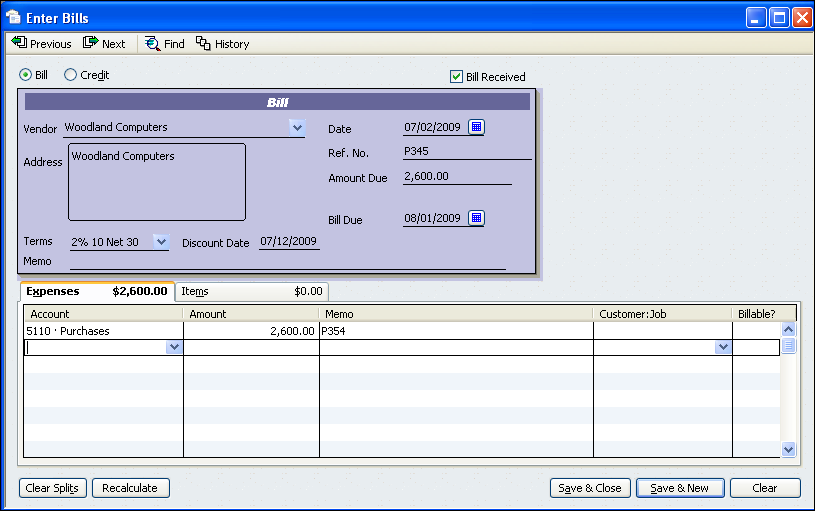 Enter Bills
Previous Next Find History
Bill Credit Bill Received
Bill
Vendor Woodland Computers Date 07/02/2009
Ref. No. P345
Address Woodland Computers
Amount Due 2,600.00
Bill Due 08/01/2009
Terms 2% 10 Net 30 Discount Date 07/12/2009
Memo
Expenses $2,600.00 Items $0.00
Account Amount Memo Customer:Job Billable?
5110 · Purchases 2,600.00 P354
Clear Splits Recalculate Save & Close Save & New Clear